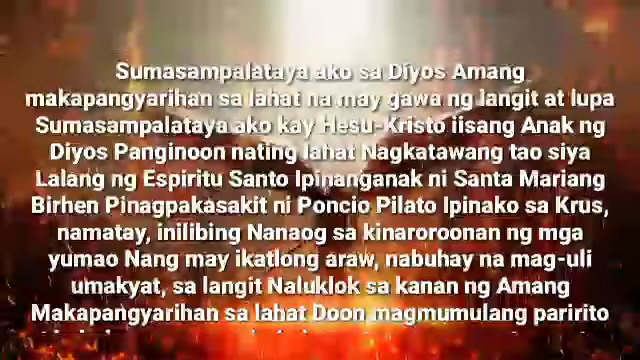 Sumasampalataya ako sa Diyos Amang
makapangyarihan sa lahat na may gawa ng langit at lupa
Sumasampalataya ako kay Hesu-Kristo iisang Anak ng
Diyos Panginoon nating lahat Nagkatawang tao siya
Lalang ng Espiritu Santo Ipinanganak ni Santa Mariang
Birhen Pinagpakasakit ni Poncio Pilato Ipinako sa Krus,
namatay, inilibing Nanaog sa kinaroroonan ng mga
yumao Nang may ikatlong araw, nabuhay na mag-uli
umakyat, sa langit Naluklok sa kanan ng Amang
Makapangyarihan sa lahat Doon magmumulang paririto